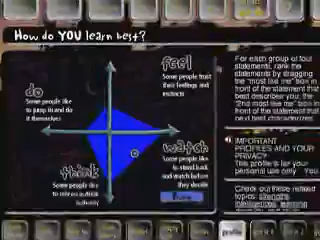 How do YOU learn best?
feel
Some people trust
their feelings and
instincts
do
Some people like
to jump in and do
it themselves
watch
Some people like
to stand back
and watch before
they decide
think
Some people like
to
For each group of four
statements, rank the
statements by dragging
the "most like me" box in
front of the statement that
best describes you, the
"2nd most like me" box in
front of the statement that
next best characterizes
IMPORTANT
PROFILES AND YOUR
PRIVACY
This profile is for your
personal use only. You
Check out these related
topics:
profile